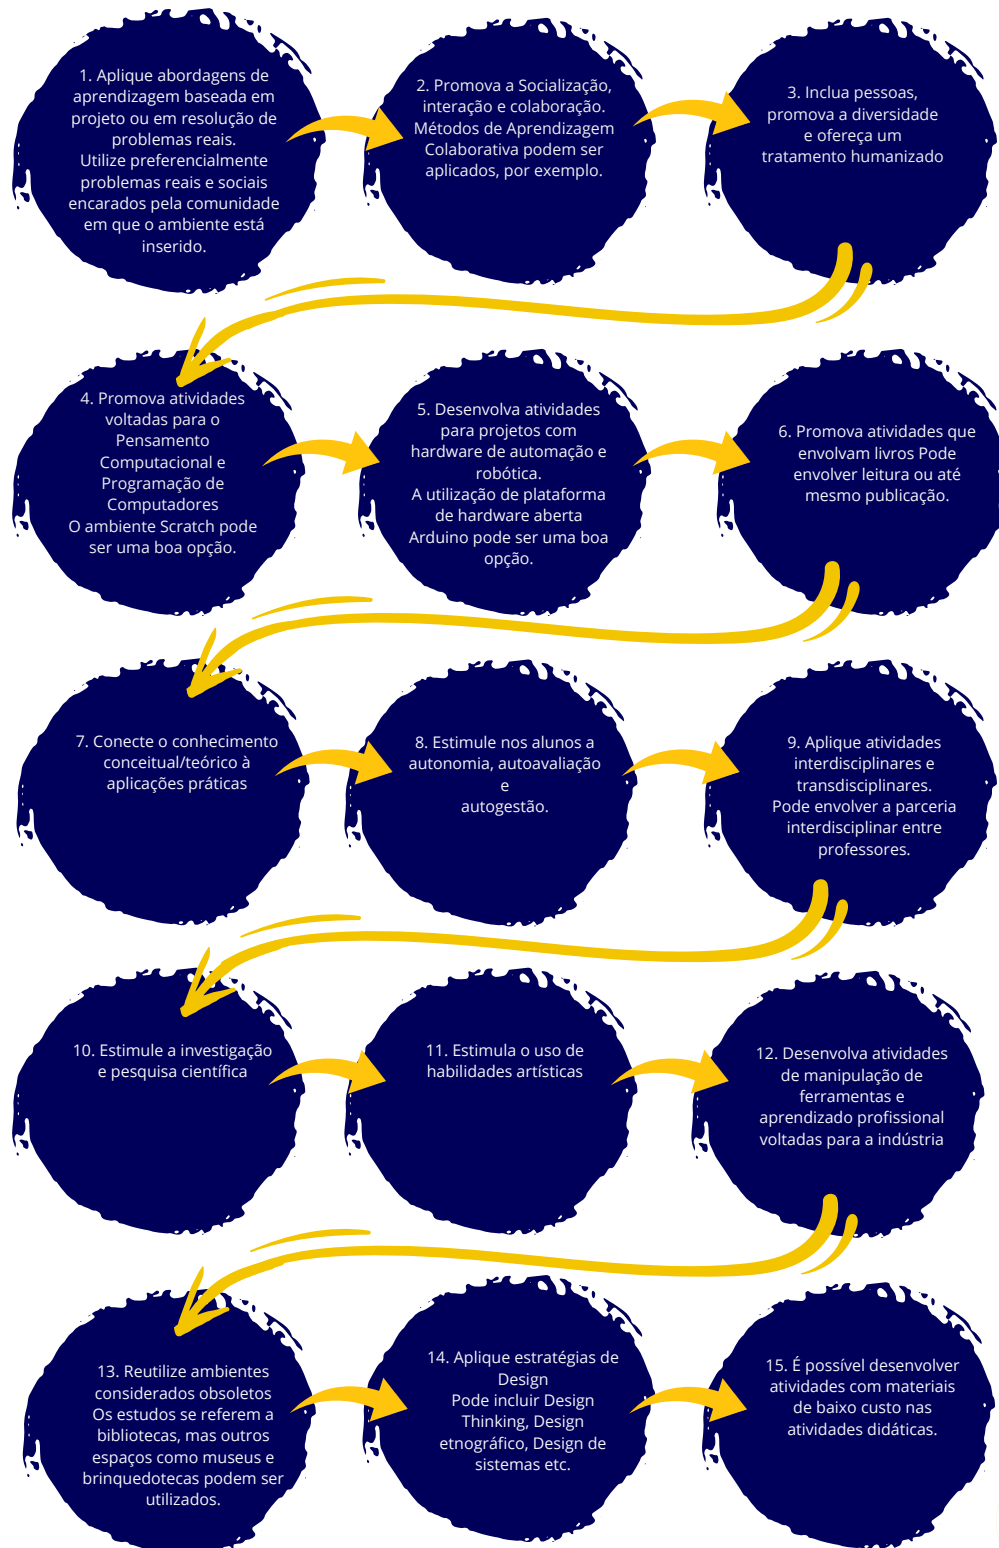 1. Aplique abordagens de
aprendizagem baseada em
projeto ou em resolução de
problemas reais.
Utilize preferencialmente
problemas reais e sociais
encarados pela comunidade
em que o ambiente está
inserido.
2. Promova a Socialização,
interação e colaboração.
Métodos de Aprendizagem
Colaborativa podem ser
aplicados, por exemplo.
3. Inclua pessoas,
promova a diversidade
e ofereça um
tratamento humanizado
4. Promova atividades
voltadas para o
Pensamento
Computacional e
Programação de
Computadores
O ambiente Scratch pode
ser uma boa opção.
5. Desenvolva atividades
para projetos com
hardware de automação e
robótica.
A utilização de plataforma
de hardware aberta
Arduino pode ser uma boa
opção.
6. Promova atividades que
envolvam livros Pode
envolver leitura ou até
mesmo publicação.
7. Conecte o conhecimento
conceitual/teórico à
aplicações práticas
8. Estimule nos alunos a
autonomia, autoavaliação
e
autogestão.
9. Aplique atividades
interdisciplinares e
transdisciplinares.
Pode envolver a parceria
interdisciplinar entre
professores.
10. Estimule a investigação
e pesquisa científica
11. Estimula o uso de
habilidades artísticas
12. Desenvolva atividades
de manipulação de
ferramentas e
aprendizado profissional
voltadas para a indústria
13. Reutilize ambientes
considerados obsoletos
Os estudos se referem a
bibliotecas, mas outros
espaços como museus e
brinquedotecas podem ser
utilizados.
14. Aplique estratégias de
Design
Pode incluir Design
Thinking, Design
etnográfico, Design de
sistemas etc.
15. É possível desenvolver
atividades com materiais
de baixo custo nas
atividades didáticas.